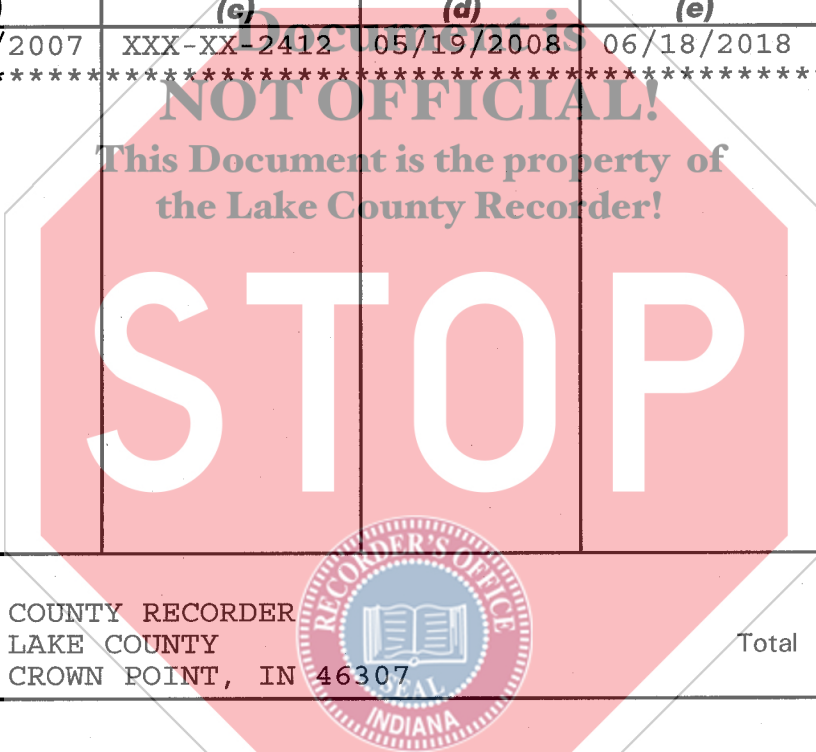 ) (c) (d) (e)
Document is
/2007 XXX-XX-2412 05/19/2008 06/18/2018
****************************************************
NOT OFFICIAL!
This Document is the property of
the Lake County Recorder!
STOP
COUNTY RECORDER
LAKE COUNTY
CROWN POINT, IN 46307
Total
RECORDER'S OFFICE
SEAL
INDIANA